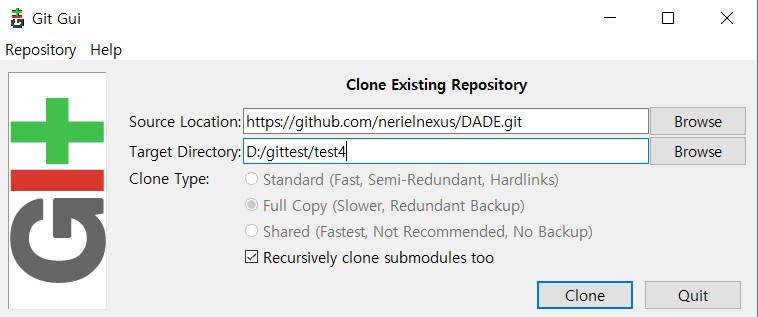 Git Gui
Repository Help
GIT
Clone Existing Repository
Source Location: https://github.com/nerielnexus/DADE.git Browse
Target Directory: D:/gittest/test4 Browse
Clone Type: Standard (Fast, Semi-Redundant, Hardlinks)
Full Copy (Slower, Redundant Backup)
Shared (Fastest, Not Recommended, No Backup)
Recursively clone submodules too
Clone Quit